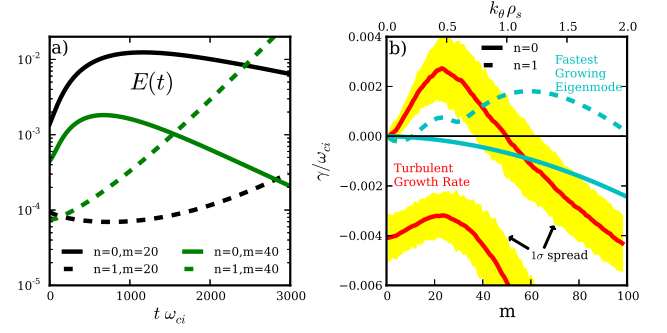 a)
E(t)
10⁻²
10⁻³
10⁻⁴
10⁻⁵
n=0,m=20
n=1,m=20
n=0,m=40
n=1,m=40
0 1000 2000 3000
t ω_ci
k_θρ_s
0.0 0.5 1.0 1.5 2.0
b)
n=0
n=1
Fastest
Growing
Eigenmode
Turbulent
Growth Rate
1σ spread
γ/ω_ci
0.004
0.002
0.000
−0.002
−0.004
−0.006
0 20 40 60 80 100
m